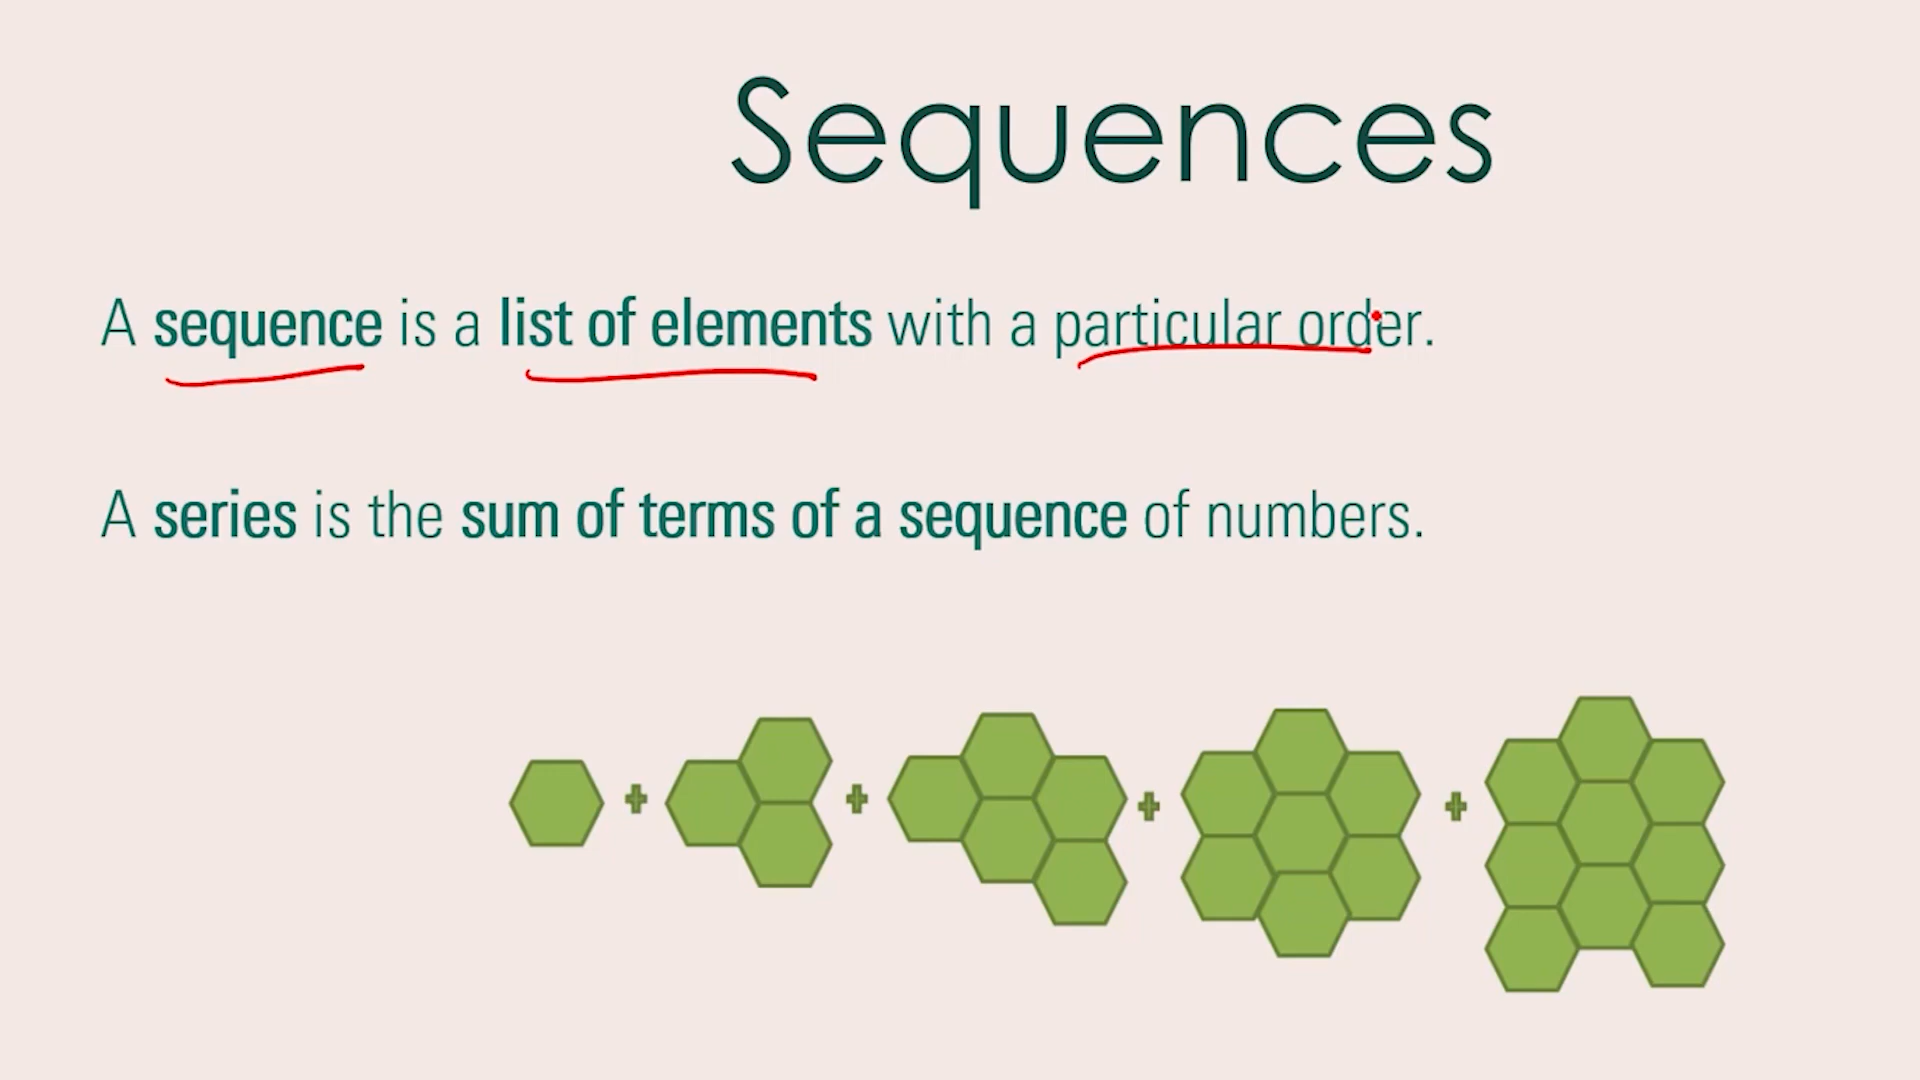 Sequences
A sequence is a list of elements with a particular order.
A series is the sum of terms of a sequence of numbers.
+ + + +